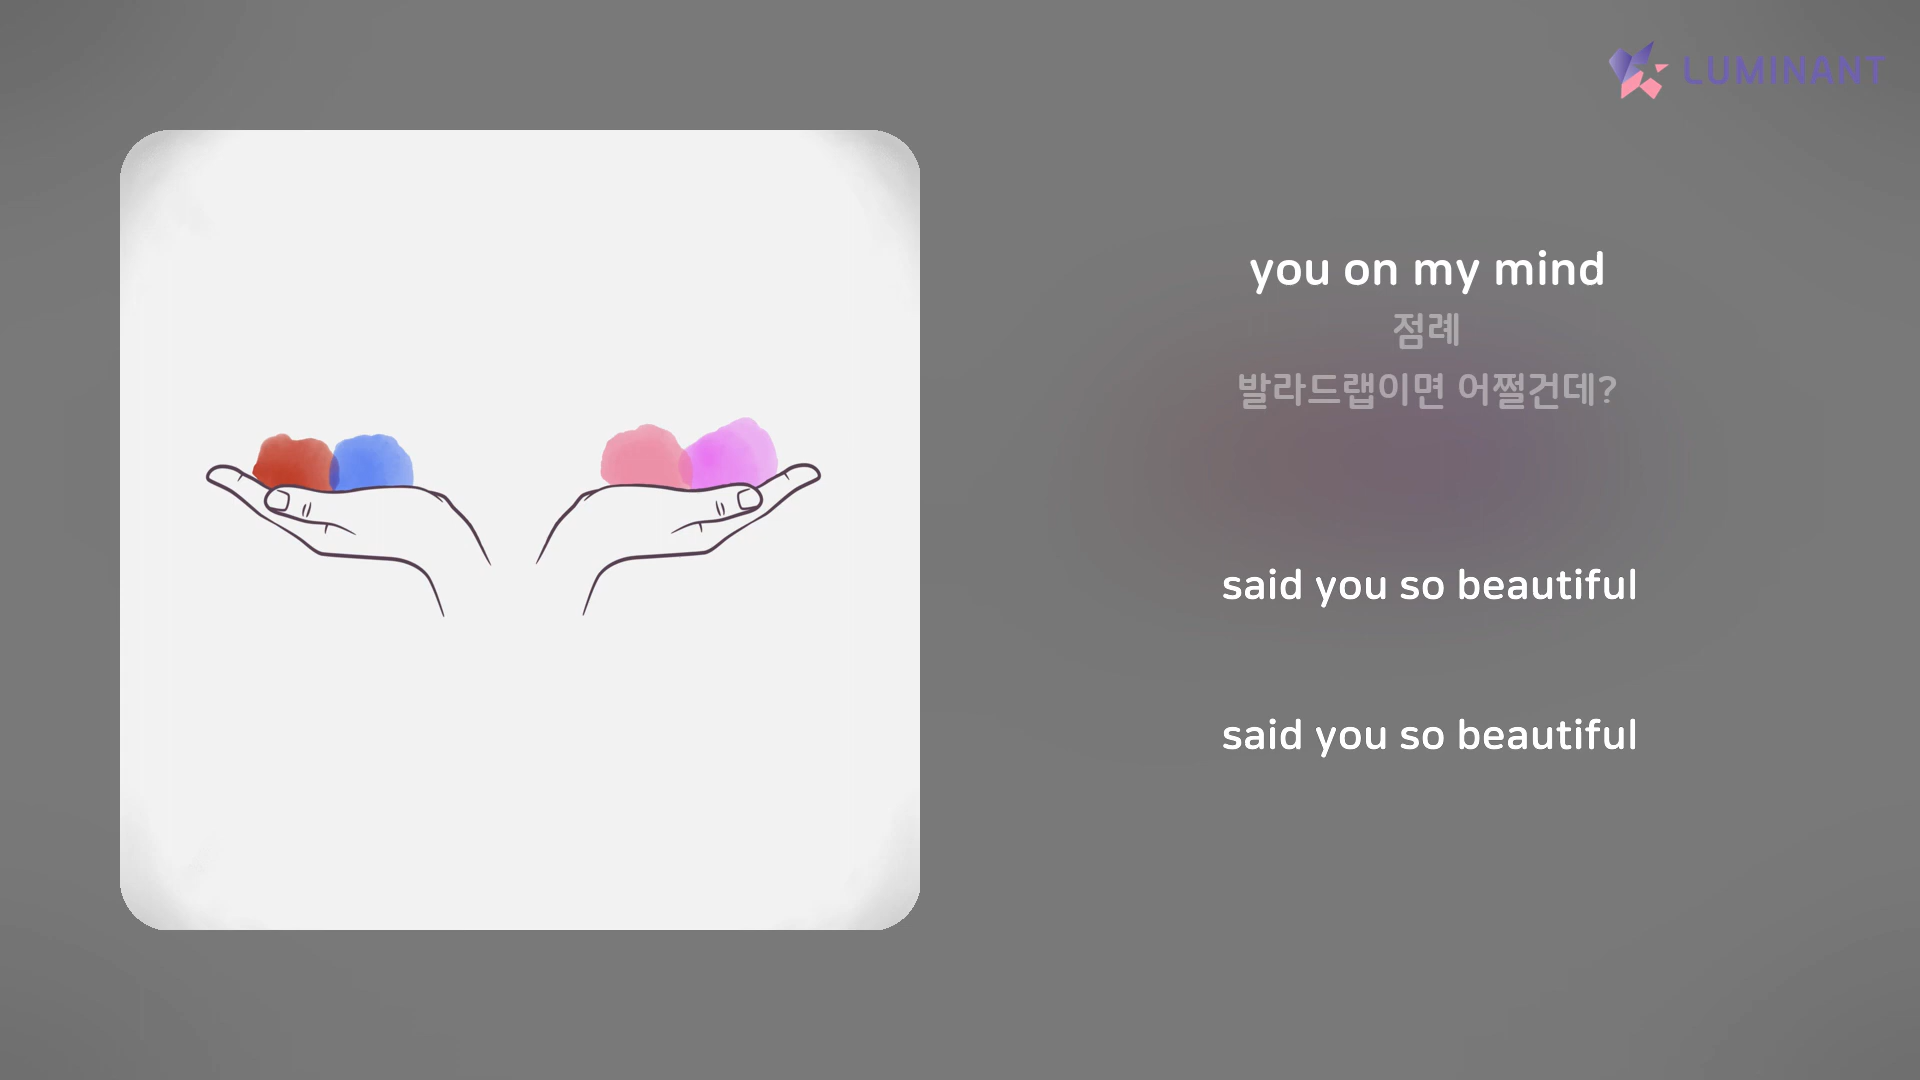 LUMINANT
you on my mind
점례
발라드랩이면 어쩔건데?
said you so beautiful
said you so beautiful